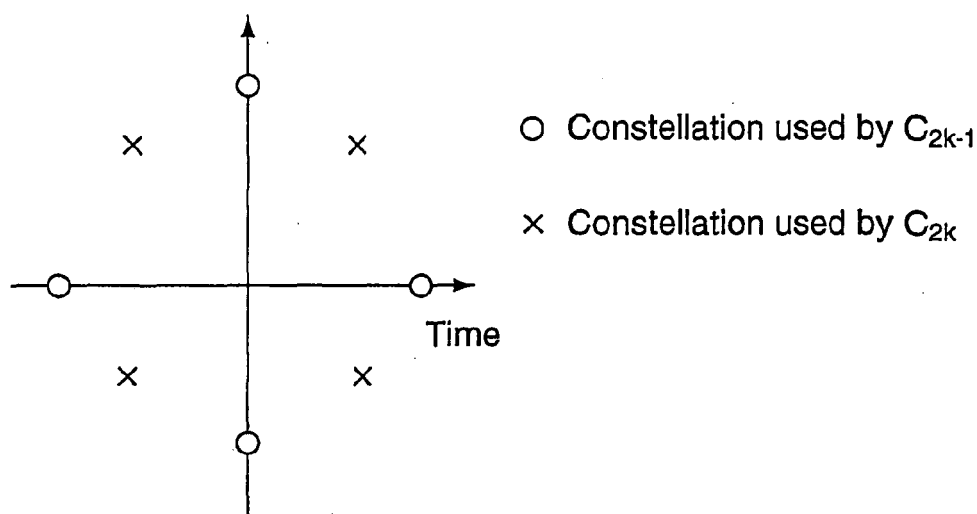 ○ Constellation used by C2k-1
× Constellation used by C2k
Time